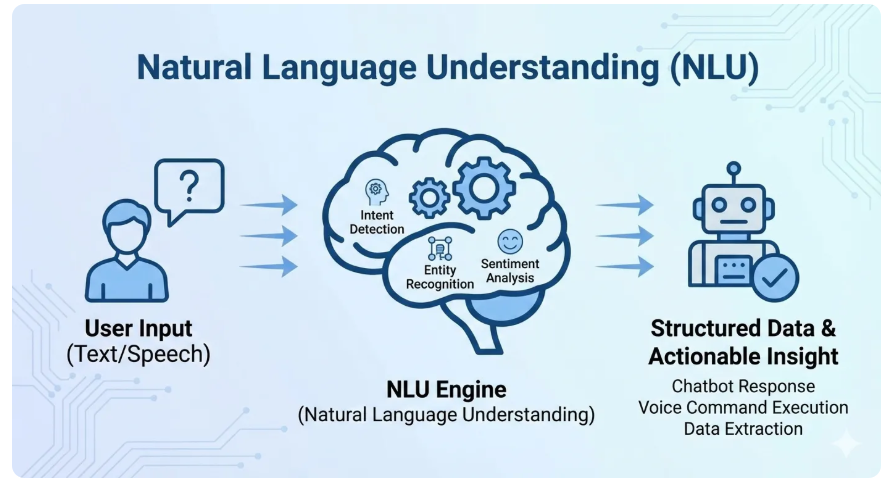 Natural Language Understanding (NLU)
?
Intent
Detection
Entity
Recognition
Sentiment
Analysis
User Input
(Text/Speech)
NLU Engine
(Natural Language Understanding)
Structured Data &
Actionable Insight
Chatbot Response
Voice Command Execution
Data Extraction